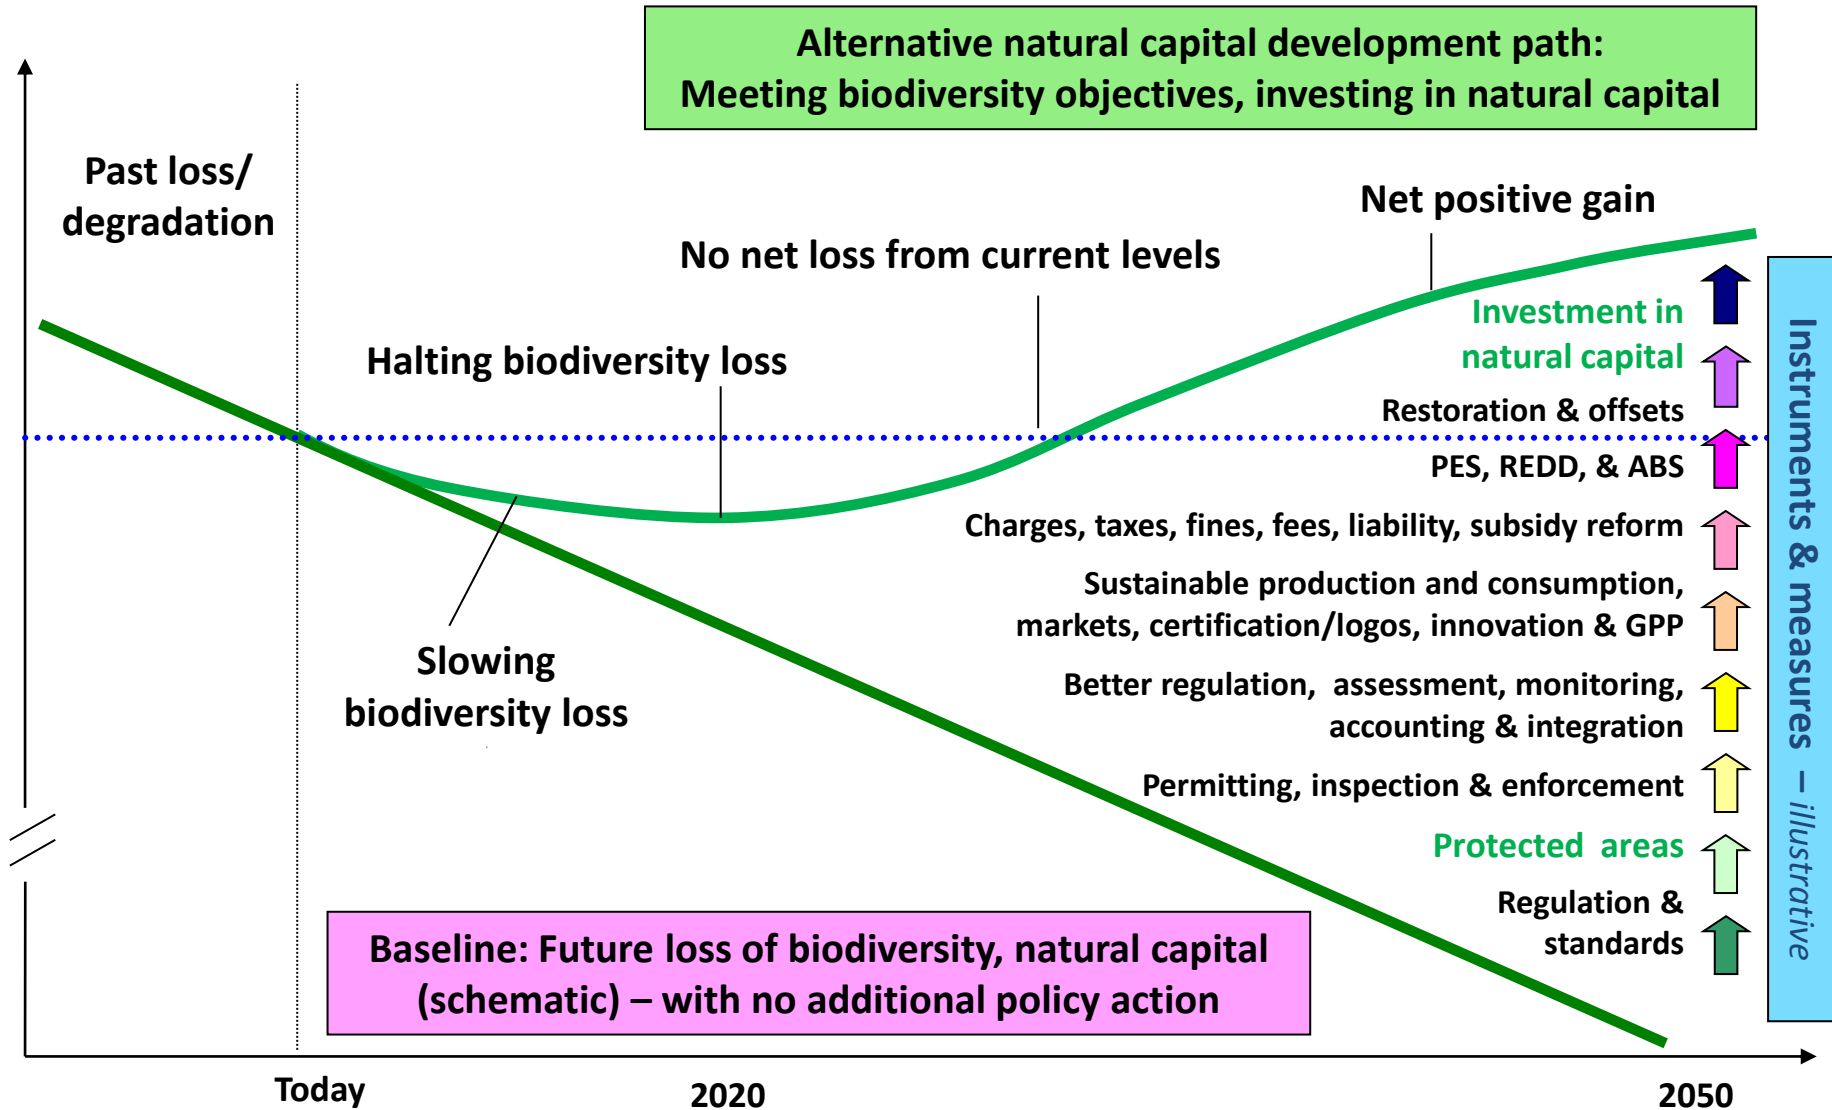 Alternative natural capital development path:
Meeting biodiversity objectives, investing in natural capital
Past loss/
degradation
Net positive gain
No net loss from current levels
Halting biodiversity loss
Slowing
biodiversity loss
Investment in
natural capital
Restoration & offsets
PES, REDD, & ABS
Charges, taxes, fines, fees, liability, subsidy reform
Sustainable production and consumption,
markets, certification/logos, innovation & GPP
Better regulation, assessment, monitoring,
accounting & integration
Permitting, inspection & enforcement
Protected areas
Regulation &
standards
Instruments & measures – illustrative
Baseline: Future loss of biodiversity, natural capital
(schematic) – with no additional policy action
Today
2020
2050